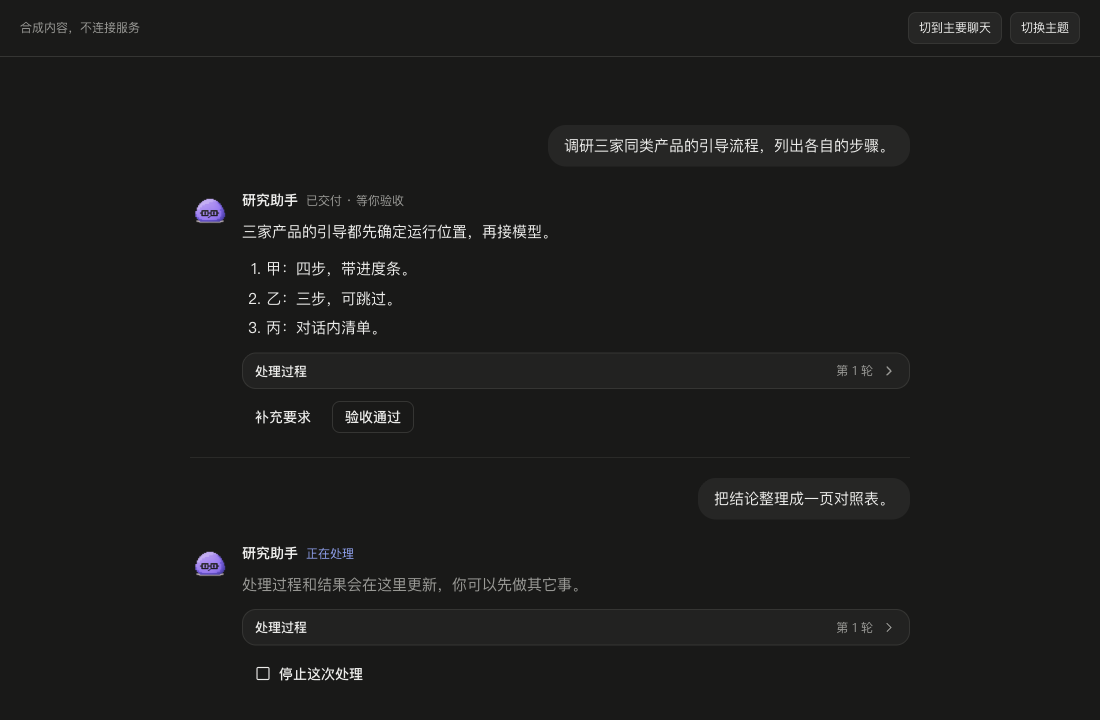 合成内容，不连接服务
切到主要聊天
切换主题
调研三家同类产品的引导流程，列出各自的步骤。
研究助手 已交付 · 等你验收
三家产品的引导都先确定运行位置，再接模型。
1. 甲：四步，带进度条。
2. 乙：三步，可跳过。
3. 丙：对话内清单。
处理过程 第 1 轮
补充要求 验收通过
把结论整理成一页对照表。
研究助手 正在处理
处理过程和结果会在这里更新，你可以先做其它事。
处理过程 第 1 轮
停止这次处理